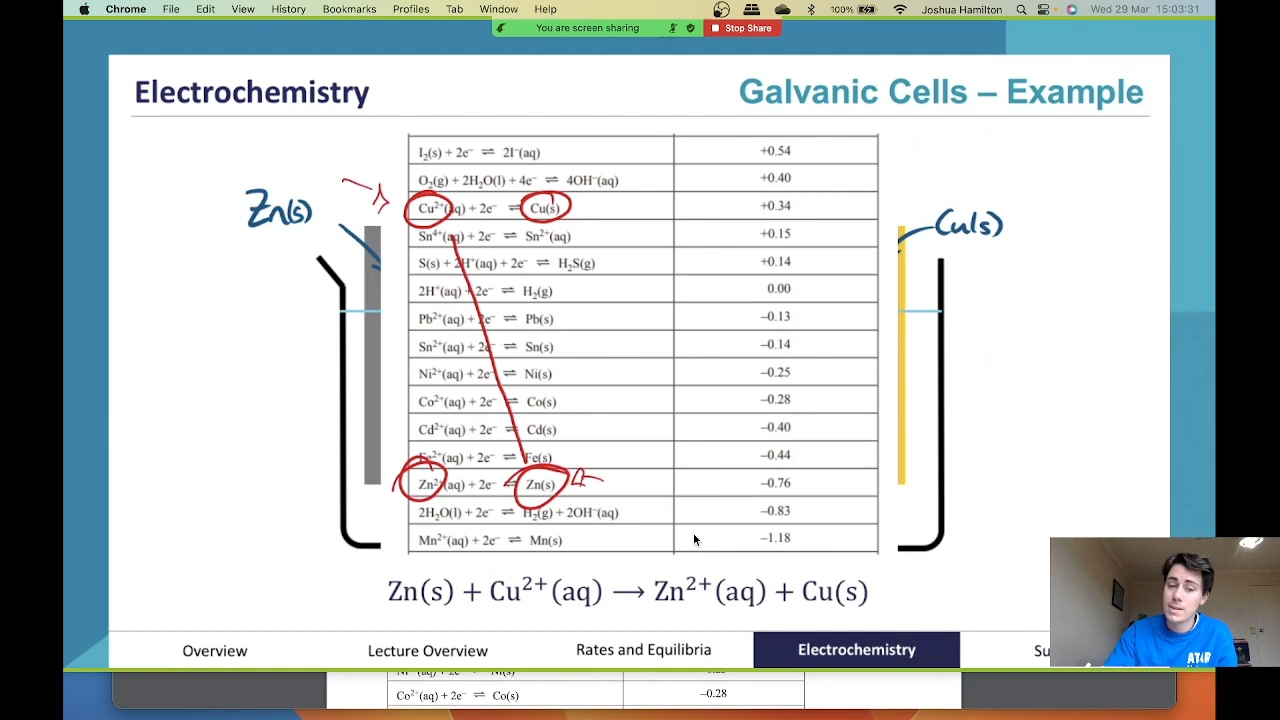 Chrome File Edit View History Bookmarks Profiles Tab Window Help 100% Joshua Hamilton Wed 29 Mar 15:03:31
You are screen sharing Stop Share
Electrochemistry Galvanic Cells – Example
I₂(s) + 2e⁻ ⇌ 2I⁻(aq) +0.54
O₂(g) + 2H₂O(l) + 4e⁻ ⇌ 4OH⁻(aq) +0.40
Cu²⁺(aq) + 2e⁻ ⇌ Cu(s) +0.34
Zn(s) Cu(s)
Sn⁴⁺(aq) + 2e⁻ ⇌ Sn²⁺(aq) +0.15
S(s) + 2H⁺(aq) + 2e⁻ ⇌ H₂S(g) +0.14
2H⁺(aq) + 2e⁻ ⇌ H₂(g) 0.00
Pb²⁺(aq) + 2e⁻ ⇌ Pb(s) –0.13
Sn²⁺(aq) + 2e⁻ ⇌ Sn(s) –0.14
Ni²⁺(aq) + 2e⁻ ⇌ Ni(s) –0.25
Co²⁺(aq) + 2e⁻ ⇌ Co(s) –0.28
Cd²⁺(aq) + 2e⁻ ⇌ Cd(s) –0.40
Fe²⁺(aq) + 2e⁻ ⇌ Fe(s) –0.44
Zn²⁺(aq) + 2e⁻ ⇌ Zn(s) –0.76
2H₂O(l) + 2e⁻ ⇌ H₂(g) + 2OH⁻(aq) –0.83
Mn²⁺(aq) + 2e⁻ ⇌ Mn(s) –1.18
Zn(s) + Cu²⁺(aq) ⟶ Zn²⁺(aq) + Cu(s)
Overview Lecture Overview Rates and Equilibria Electrochemistry Su
ATAR
Co²⁺(aq) + 2e⁻ ⇌ Co(s) –0.28